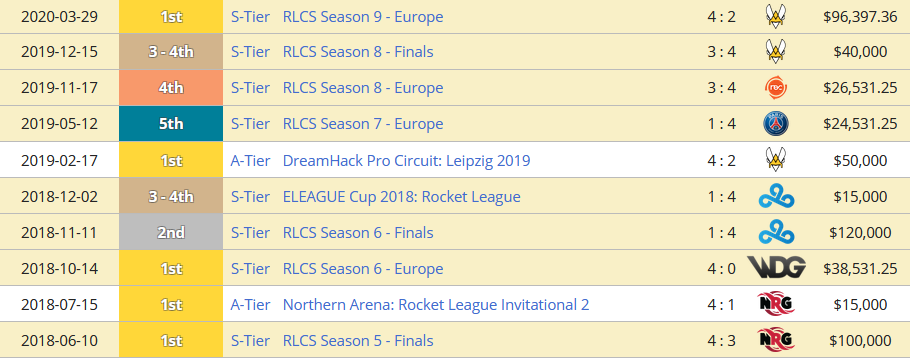 2020-03-29 1st S-Tier RLCS Season 9 - Europe 4 : 2 $96,397.36
2019-12-15 3 - 4th S-Tier RLCS Season 8 - Finals 3 : 4 $40,000
2019-11-17 4th S-Tier RLCS Season 8 - Europe 3 : 4 rec $26,531.25
2019-05-12 5th S-Tier RLCS Season 7 - Europe 1 : 4 PARIS $24,531.25
2019-02-17 1st A-Tier DreamHack Pro Circuit: Leipzig 2019 4 : 2 $50,000
2018-12-02 3 - 4th S-Tier ELEAGUE Cup 2018: Rocket League 1 : 4 $15,000
2018-11-11 2nd S-Tier RLCS Season 6 - Finals 1 : 4 $120,000
2018-10-14 1st S-Tier RLCS Season 6 - Europe 4 : 0 WDG $38,531.25
2018-07-15 1st A-Tier Northern Arena: Rocket League Invitational 2 4 : 1 NRG $15,000
2018-06-10 1st S-Tier RLCS Season 5 - Finals 4 : 3 NRG $100,000